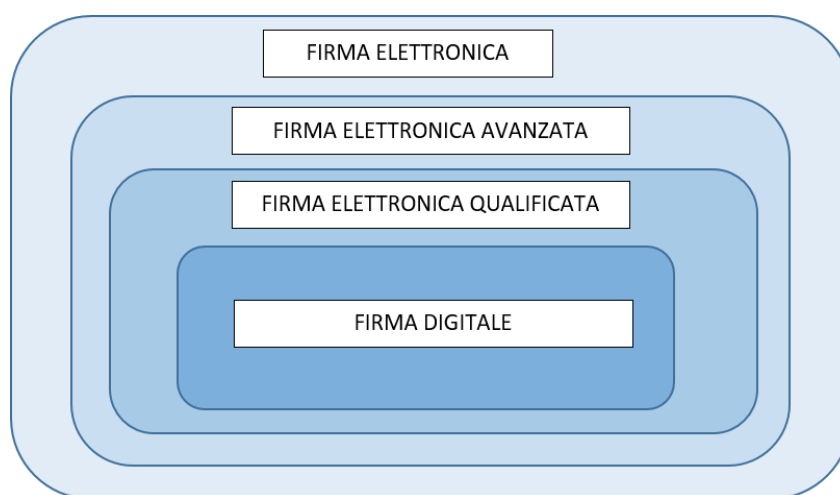 FIRMA ELETTRONICA
FIRMA ELETTRONICA AVANZATA
FIRMA ELETTRONICA QUALIFICATA
FIRMA DIGITALE